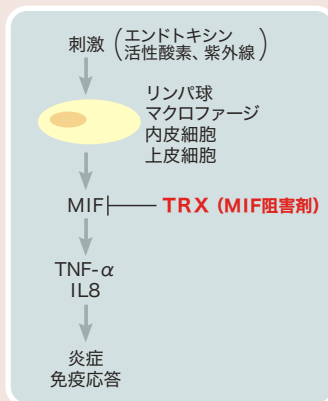 刺激（エンドトキシン
活性酸素、紫外線）
リンパ球
マクロファージ
内皮細胞
上皮細胞
MIF
TRX（MIF阻害剤）
TNF-α
IL8
炎症
免疫応答